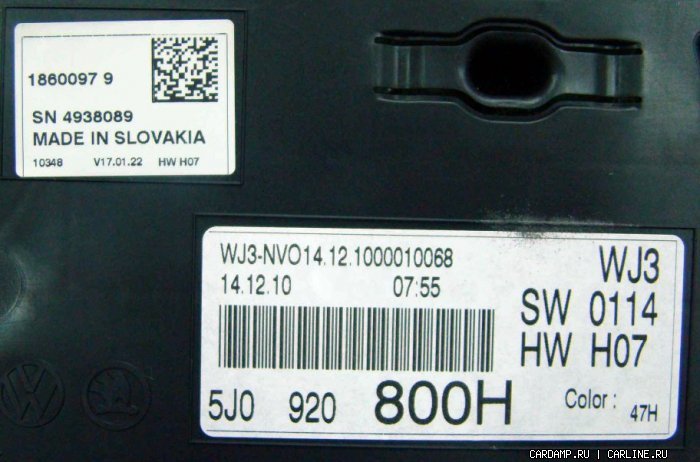 1860097 9
SN 4938089
MADE IN SLOVAKIA
10348 V17.01.22 HW H07
WJ3-NVO14.12.1000010068
14.12.10 07:55
WJ3
SW 0114
HW H07
5J0 920 800H
Color : 47H
CARDAMP.RU | CARLINE.RU